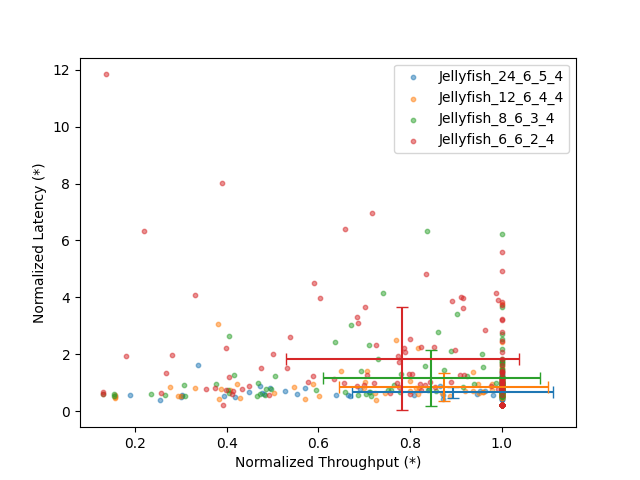 12
10
8
6
4
2
0
0.2
0.4
0.6
0.8
1.0
Normalized Latency (*)
Normalized Throughput (*)
Jellyfish_24_6_5_4
Jellyfish_12_6_4_4
Jellyfish_8_6_3_4
Jellyfish_6_6_2_4